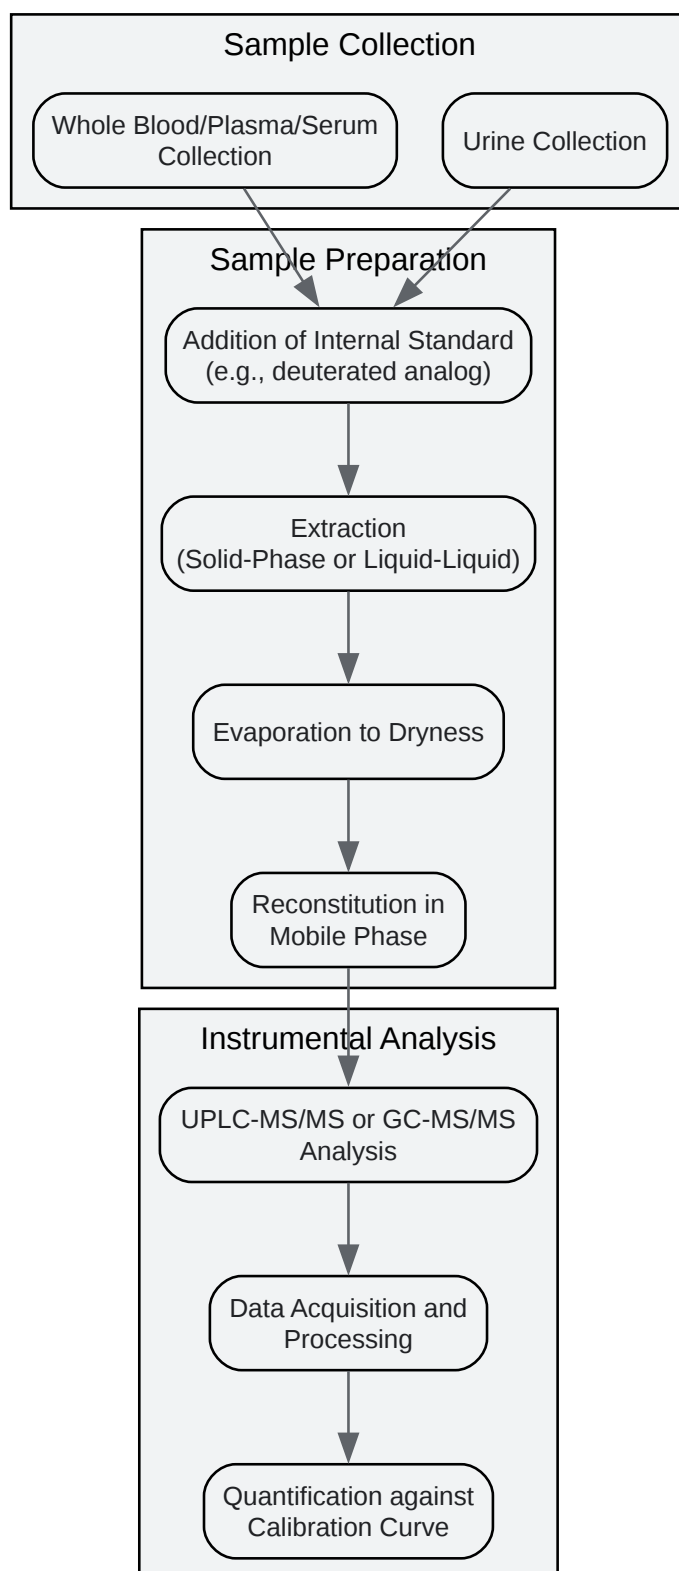 Sample Collection
Whole Blood/Plasma/Serum
Collection
Urine Collection
Sample Preparation
Addition of Internal Standard
(e.g., deuterated analog)
Extraction
(Solid-Phase or Liquid-Liquid)
Evaporation to Dryness
Reconstitution in
Mobile Phase
Instrumental Analysis
UPLC-MS/MS or GC-MS/MS
Analysis
Data Acquisition and
Processing
Quantification against
Calibration Curve